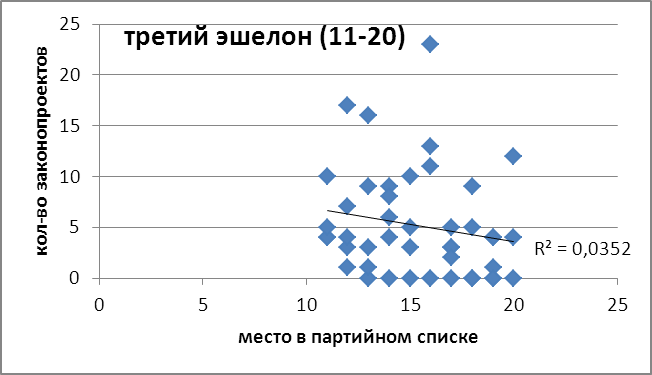 третий эшелон (11-20)
кол-во законопроектов
25
20
15
10
5
0
R² = 0,0352
0 5 10 15 20 25
место в партийном списке